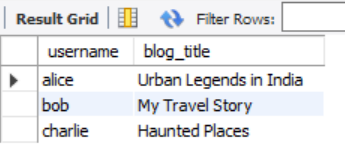 Result Grid Filter Rows:
username blog_title
alice Urban Legends in India
bob My Travel Story
charlie Haunted Places